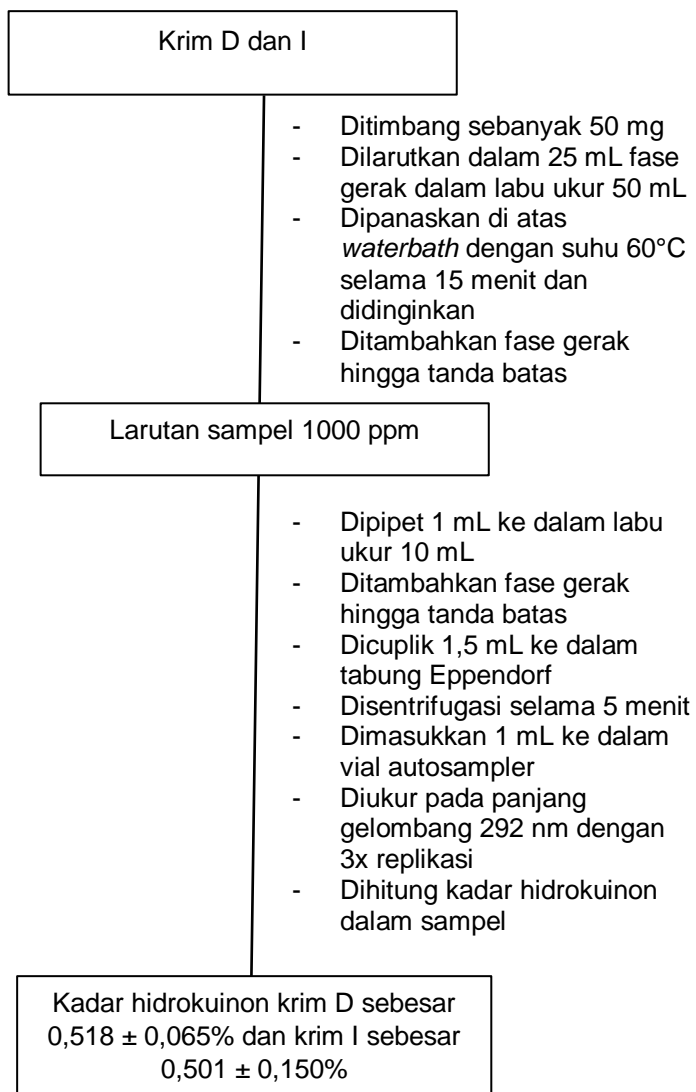 Krim D dan I
- Ditimbang sebanyak 50 mg
- Dilarutkan dalam 25 mL fase
gerak dalam labu ukur 50 mL
- Dipanaskan di atas
waterbath dengan suhu 60°C
selama 15 menit dan
didinginkan
- Ditambahkan fase gerak
hingga tanda batas
Larutan sampel 1000 ppm
- Dipipet 1 mL ke dalam labu
ukur 10 mL
- Ditambahkan fase gerak
hingga tanda batas
- Dicuplik 1,5 mL ke dalam
tabung Eppendorf
- Disentrifugasi selama 5 menit
- Dimasukkan 1 mL ke dalam
vial autosampler
- Diukur pada panjang
gelombang 292 nm dengan
3x replikasi
- Dihitung kadar hidrokuinon
dalam sampel
Kadar hidrokuinon krim D sebesar
0,518 ± 0,065% dan krim I sebesar
0,501 ± 0,150%